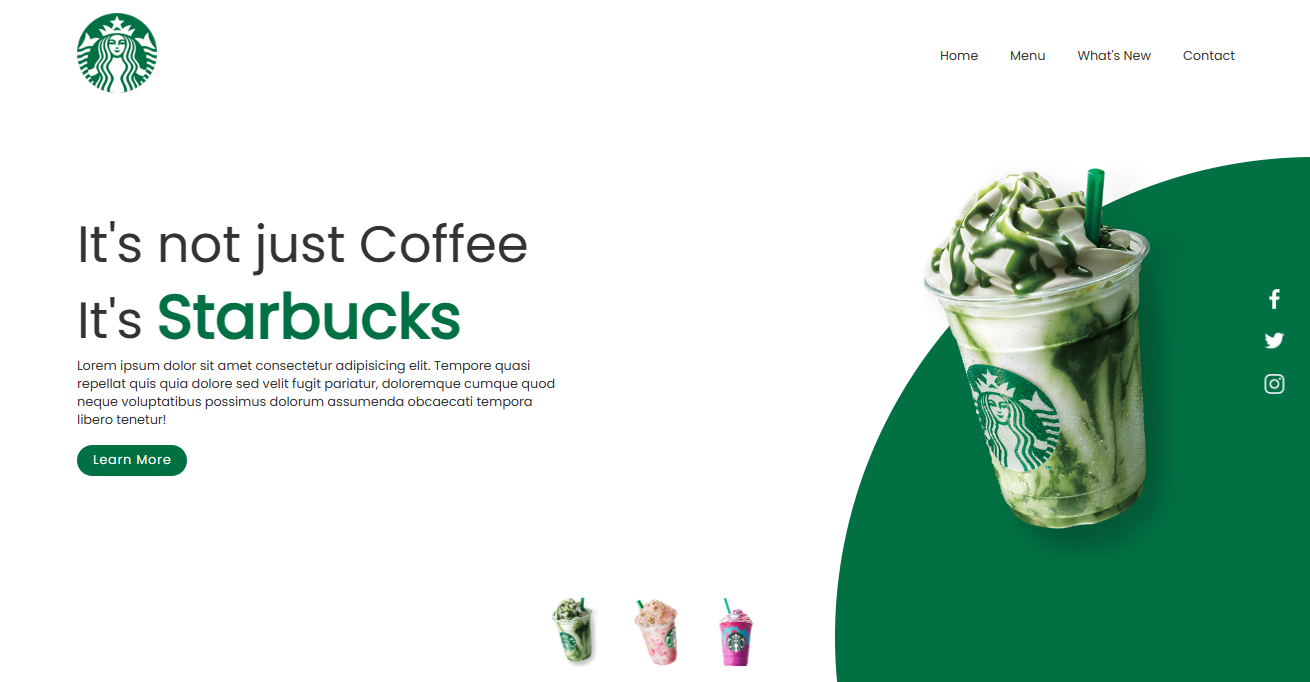 Home Menu What's New Contact
It's not just Coffee
It's Starbucks
Lorem ipsum dolor sit amet consectetur adipisicing elit. Tempore quasi
repellat quis quia dolore sed velit fugit pariatur, doloremque cumque quod
neque voluptatibus possimus dolorum assumenda obcaecati tempora
libero tenetur!
Learn More